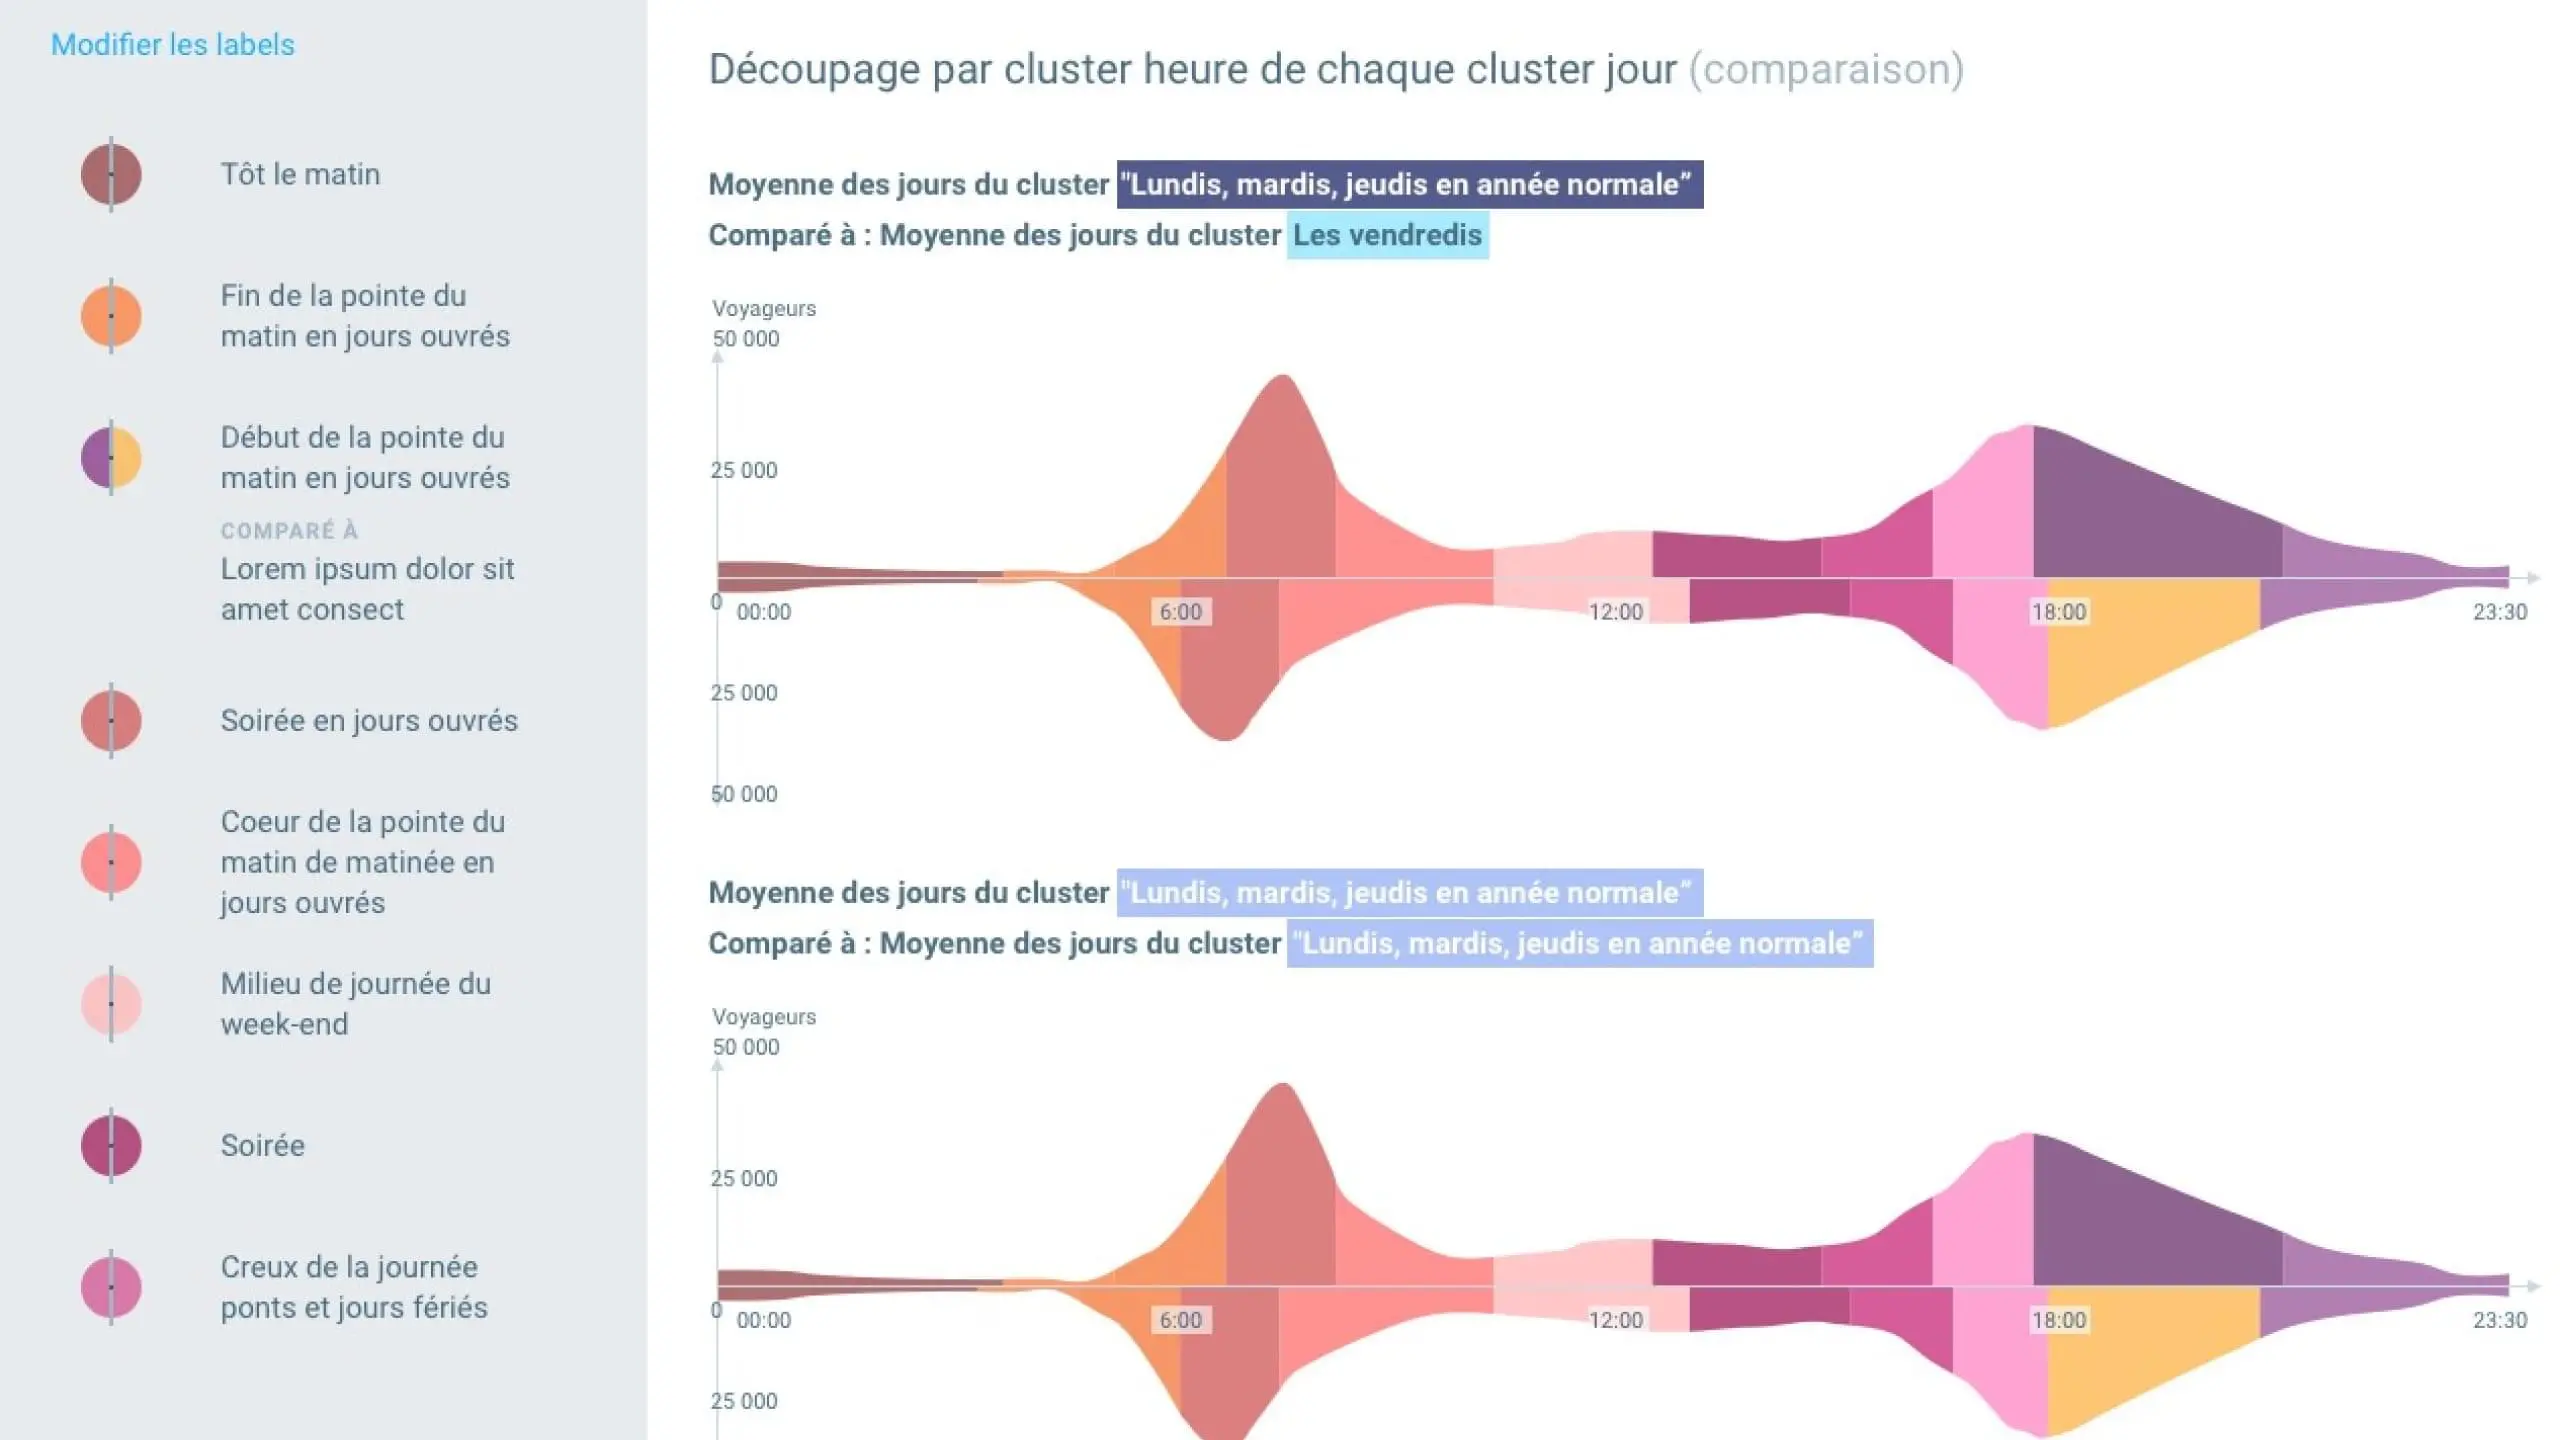 Modifier les labels
Tôt le matin
Fin de la pointe du
matin en jours ouvrés
Début de la pointe du
matin en jours ouvrés
COMPARÉ À
Lorem ipsum dolor sit
amet consect
Soirée en jours ouvrés
Coeur de la pointe du
matin de matinée en
jours ouvrés
Milieu de journée du
week-end
Soirée
Creux de la journée
ponts et jours fériés
Découpage par cluster heure de chaque cluster jour (comparaison)
Moyenne des jours du cluster "Lundis, mardis, jeudis en année normale”
Comparé à : Moyenne des jours du cluster Les vendredis
Voyageurs
50 000
25 000
0 00:00 6:00 12:00 18:00 23:30
25 000
50 000
Moyenne des jours du cluster "Lundis, mardis, jeudis en année normale”
Comparé à : Moyenne des jours du cluster "Lundis, mardis, jeudis en année normale”
Voyageurs
50 000
25 000
0 00:00 6:00 12:00 18:00 23:30
25 000